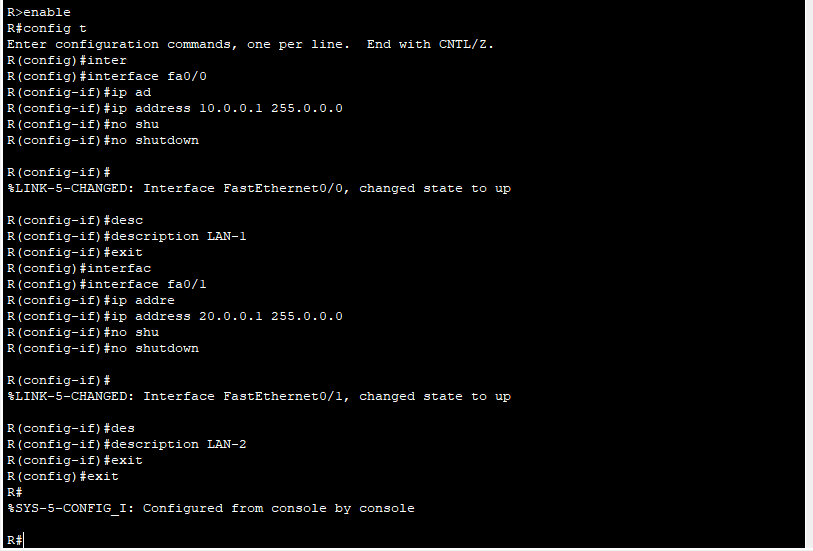 R>enable
R#config t
Enter configuration commands, one per line.  End with CNTL/Z.
R(config)#inter
R(config)#interface fa0/0
R(config-if)#ip ad
R(config-if)#ip address 10.0.0.1 255.0.0.0
R(config-if)#no shu
R(config-if)#no shutdown
R(config-if)#
%LINK-5-CHANGED: Interface FastEthernet0/0, changed state to up
R(config-if)#desc
R(config-if)#description LAN-1
R(config-if)#exit
R(config)#interfac
R(config)#interface fa0/1
R(config-if)#ip addre
R(config-if)#ip address 20.0.0.1 255.0.0.0
R(config-if)#no shu
R(config-if)#no shutdown
R(config-if)#
%LINK-5-CHANGED: Interface FastEthernet0/1, changed state to up
R(config-if)#des
R(config-if)#description LAN-2
R(config-if)#exit
R(config)#exit
R#
%SYS-5-CONFIG_I: Configured from console by console
R#